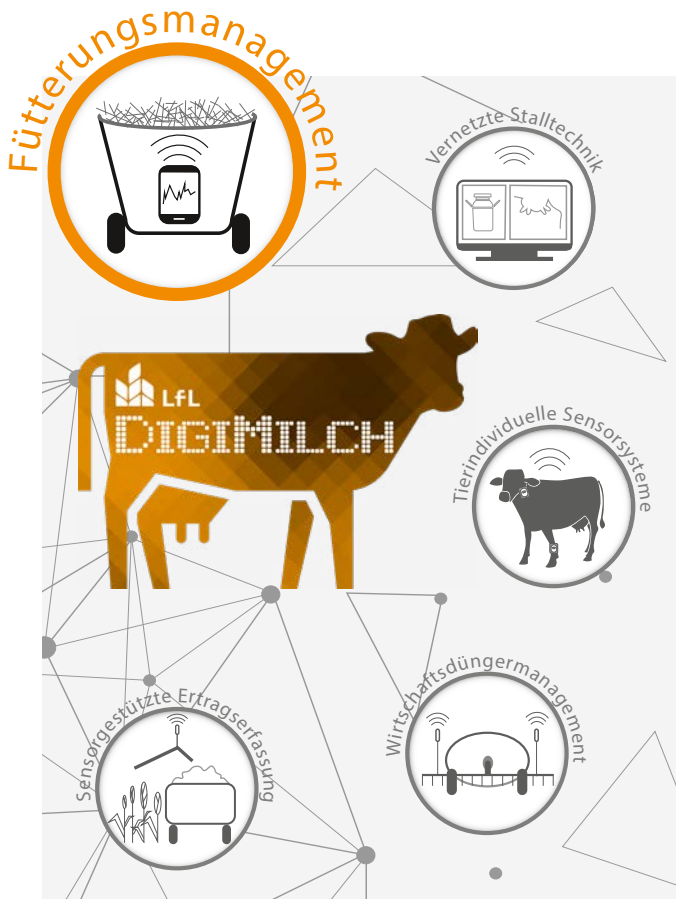 Fütterungsmanagement
Vernetzte Stalltechnik
LfL
DIGIMILCH
Tierindividuelle Sensorsysteme
Wirtschaftsdüngermanagement
Sensorgestützte Ertragserfassung